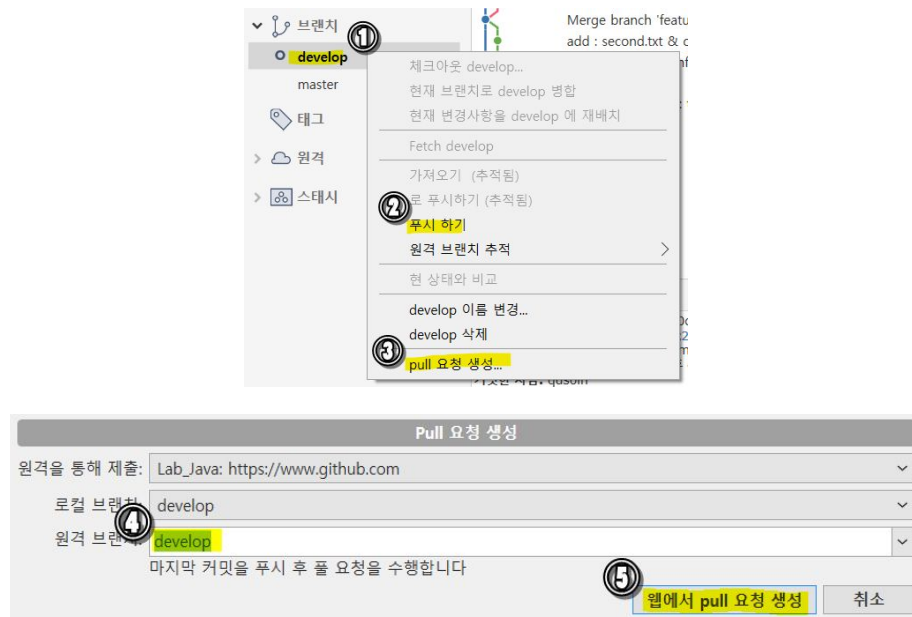 브랜치
①
develop
master
태그
원격
스태시
Merge branch 'featu
add : second.txt & c
체크아웃 develop...
현재 브랜치로 develop 병합
현재 변경사항을 develop 에 재배치
Fetch develop
가져오기 (추적됨)
②
로 푸시하기 (추적됨)
푸시 하기
원격 브랜치 추적
현 상태와 비교
develop 이름 변경...
develop 삭제
③
pull 요청 생성...
Pull 요청 생성
원격을 통해 제출: Lab_Java: https://www.github.com
로컬 브랜치: develop
④
원격 브랜치: develop
마지막 커밋을 푸시 후 풀 요청을 수행합니다
⑤
웹에서 pull 요청 생성 취소